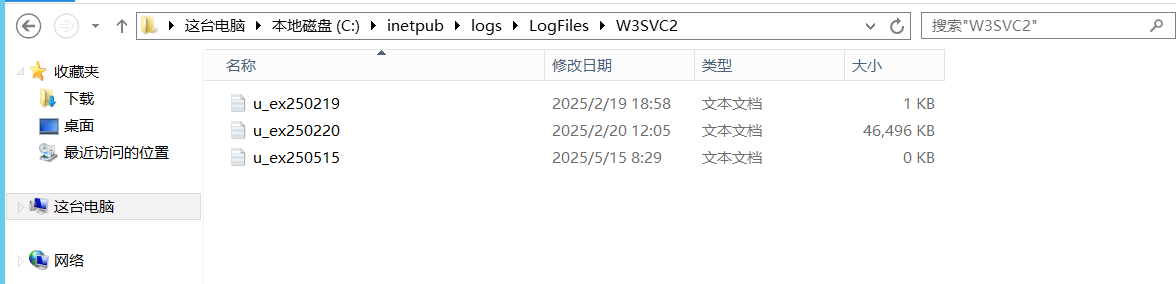 这台电脑 本地磁盘 (C:) inetpub logs LogFiles W3SVC2 搜索"W3SVC2"
收藏夹
下载
桌面
最近访问的位置
这台电脑
网络
名称 修改日期 类型 大小
u_ex250219 2025/2/19 18:58 文本文档 1 KB
u_ex250220 2025/2/20 12:05 文本文档 46,496 KB
u_ex250515 2025/5/15 8:29 文本文档 0 KB